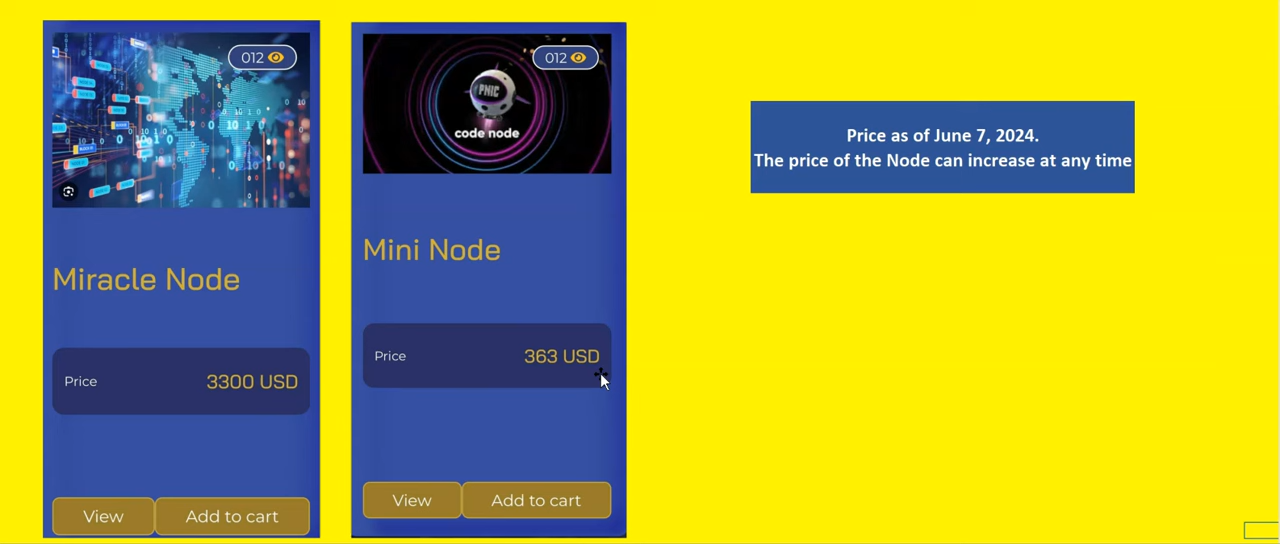 012
Miracle Node
Price
3300 USD
View
Add to cart
012
PNIC
code node
Mini Node
Price
363 USD
View
Add to cart
Price as of June 7, 2024.
The price of the Node can increase at any time